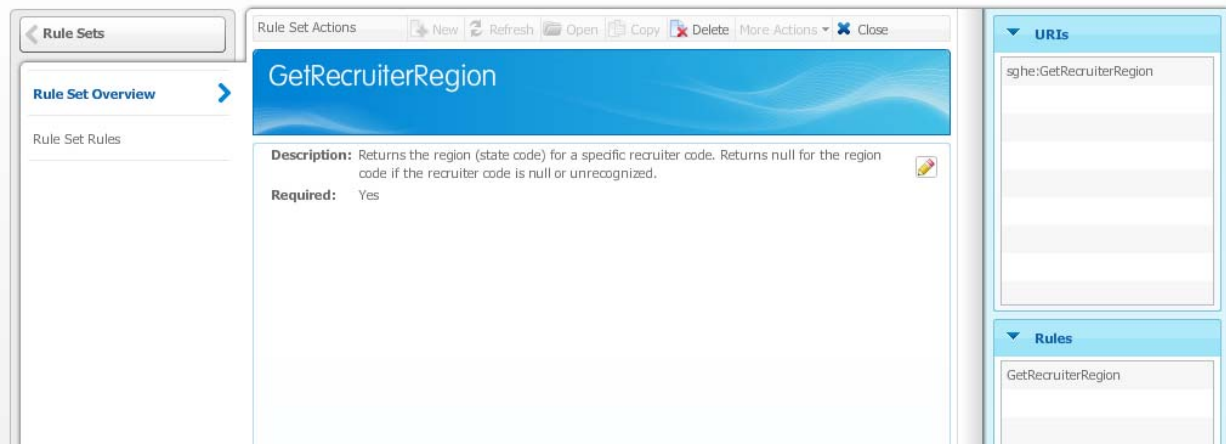 Rule Sets
Rule Set Overview
Rule Set Rules
Rule Set Actions New Refresh Open Copy Delete More Actions Close
GetRecruiterRegion
Description: Returns the region (state code) for a specific recruiter code. Returns null for the region
code if the recruiter code is null or unrecognized.
Required: Yes
URIs
sghe:GetRecruiterRegion
Rules
GetRecruiterRegion